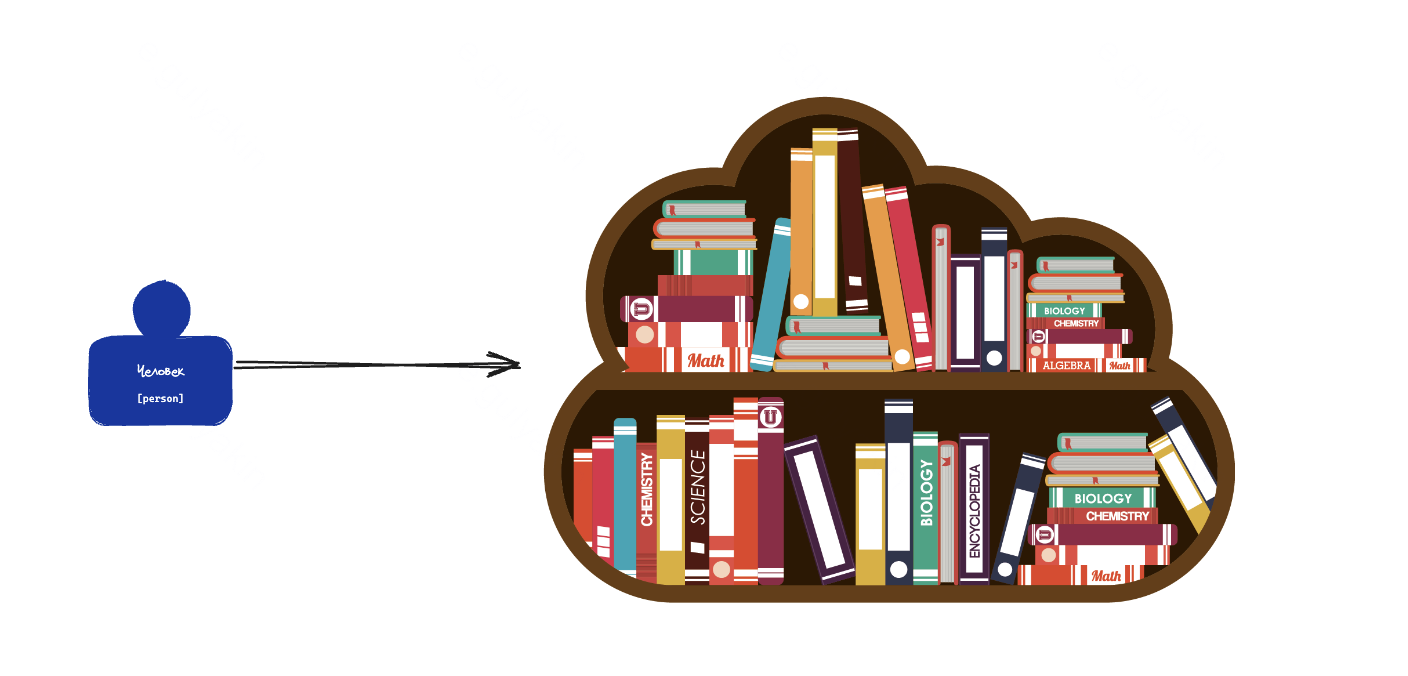 Человек
[person]
U
Math
BIOLOGY
CHEMISTRY
U
ALGEBRA Math
CHEMISTRY
SCIENCE
U
BIOLOGY
ENCYCLOPEDIA
BIOLOGY
CHEMISTRY
U
Math